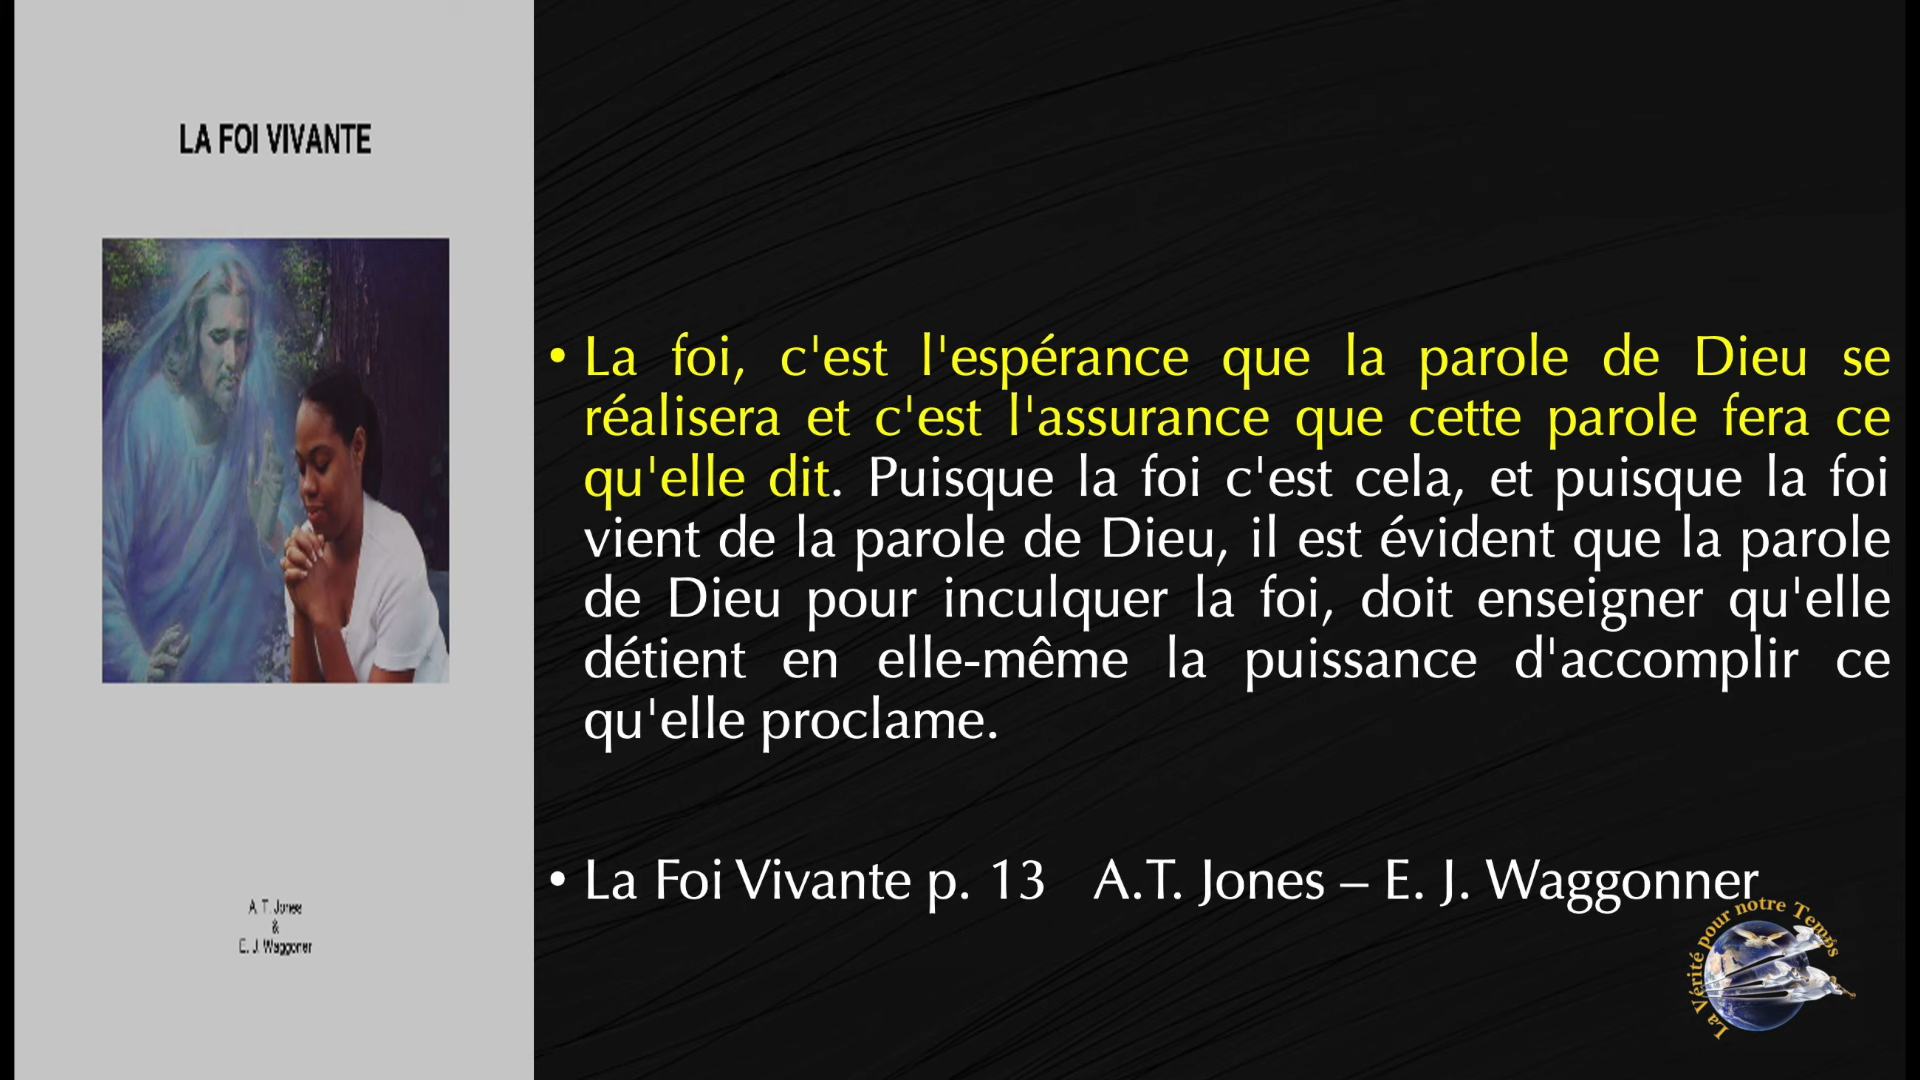 LA FOI VIVANTE
A. T. Jones
&
E. J. Waggoner
• La foi, c'est l'espérance que la parole de Dieu se
réalisera et c'est l'assurance que cette parole fera ce
qu'elle dit. Puisque la foi c'est cela, et puisque la foi
vient de la parole de Dieu, il est évident que la parole
de Dieu pour inculquer la foi, doit enseigner qu'elle
détient en elle-même la puissance d'accomplir ce
qu'elle proclame.
• La Foi Vivante p. 13 A.T. Jones – E. J. Waggonner
La Vérité pour notre Temps